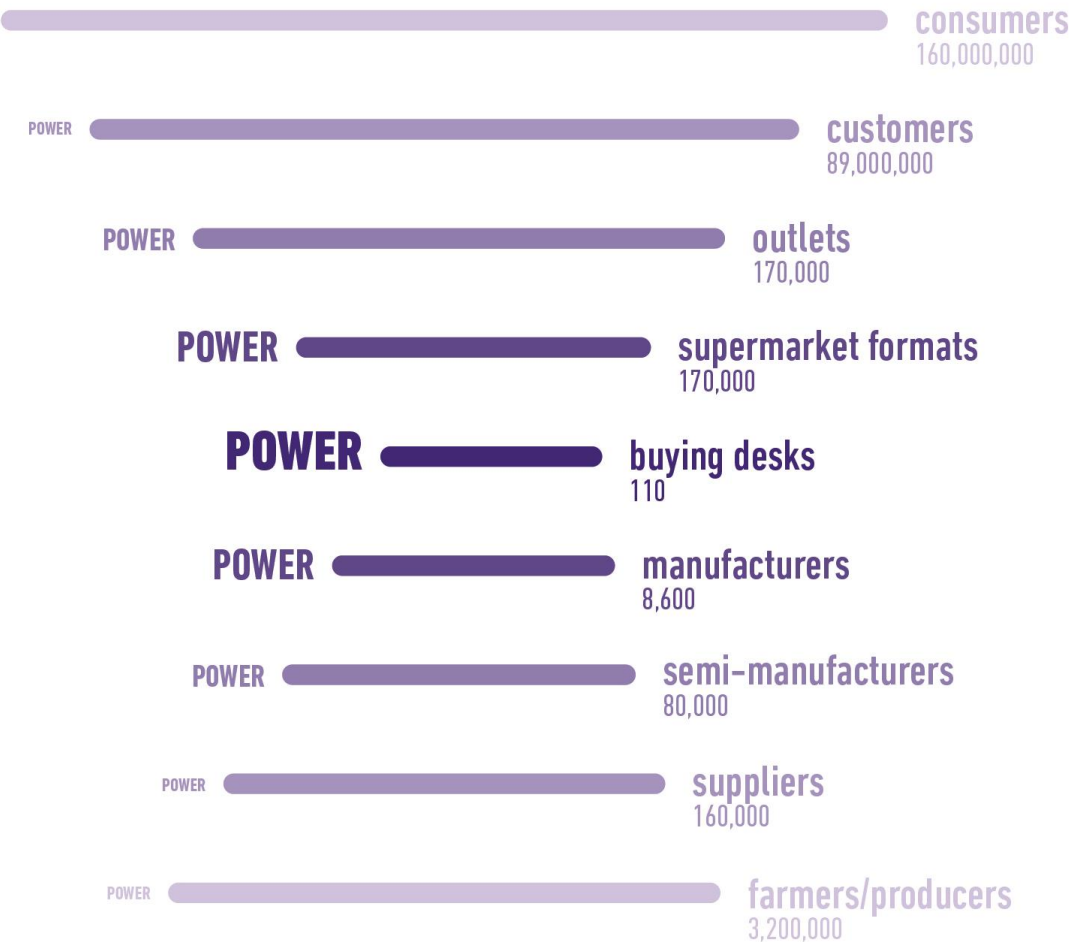 consumers
160,000,000
POWER customers
89,000,000
POWER outlets
170,000
POWER supermarket formats
170,000
POWER buying desks
110
POWER manufacturers
8,600
POWER semi-manufacturers
80,000
POWER suppliers
160,000
POWER farmers/producers
3,200,000